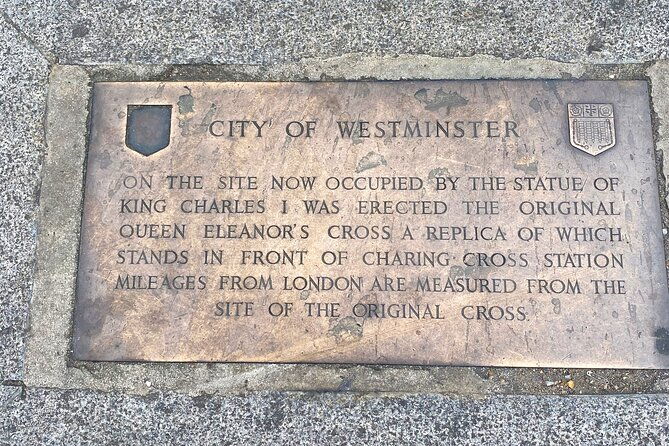 CITY OF WESTMINSTER
ON THE SITE NOW OCCUPIED BY THE STATUE OF
KING CHARLES I WAS ERECTED THE ORIGINAL
QUEEN ELEANOR'S CROSS A REPLICA OF WHICH
STANDS IN FRONT OF CHARING CROSS STATION
MILEAGES FROM LONDON ARE MEASURED FROM THE
SITE OF THE ORIGINAL CROSS.